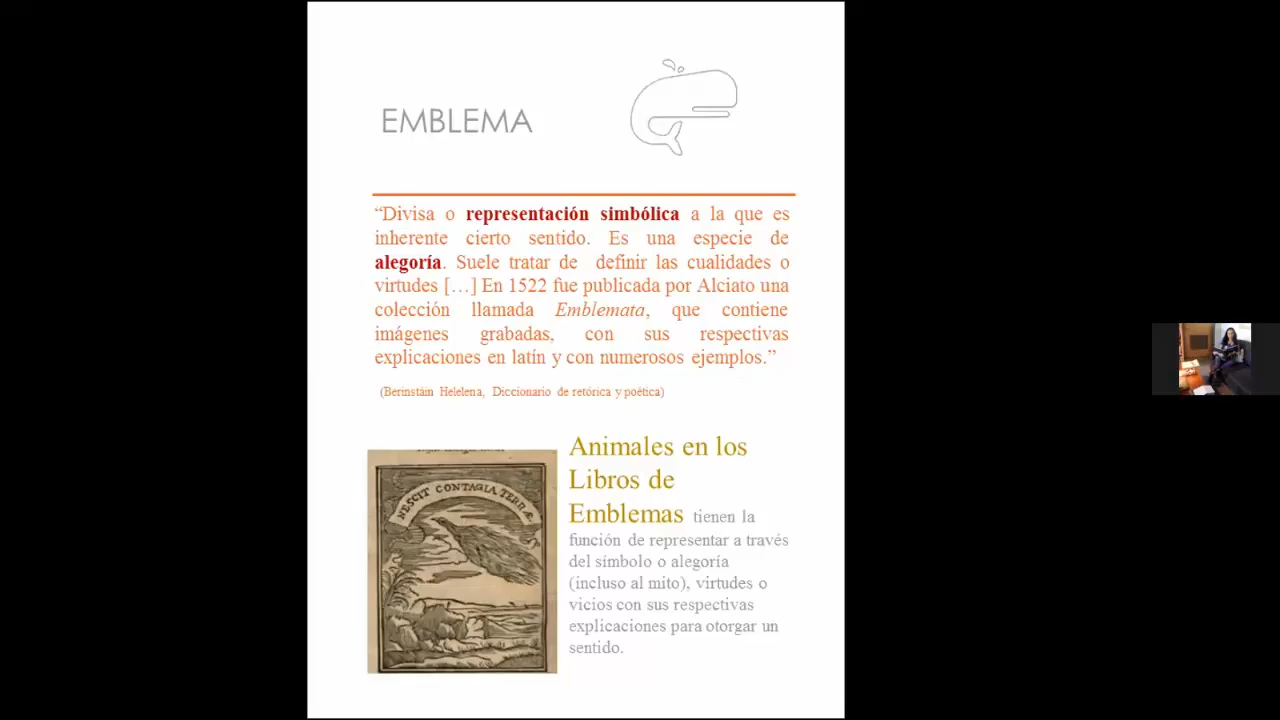 EMBLEMA
“Divisa o representación simbólica a la que es
inherente cierto sentido. Es una especie de
alegoría. Suele tratar de definir las cualidades o
virtudes […] En 1522 fue publicada por Alciato una
colección llamada Emblemata, que contiene
imágenes grabadas, con sus respectivas
explicaciones en latín y con numerosos ejemplos.”
(Berinstáin Helelena, Diccionario de retórica y poética)
NESCIT CONTAGIA TERRÆ
Animales en los
Libros de
Emblemas tienen la
función de representar a través
del símbolo o alegoría
(incluso al mito), virtudes o
vicios con sus respectivas
explicaciones para otorgar un
sentido.